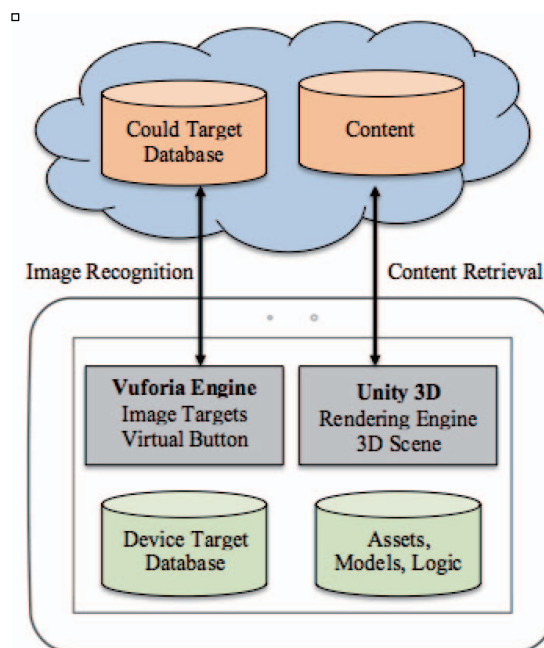 Could Target
Database
Content
Image Recognition
Content Retrieval
Vuforia Engine
Image Targets
Virtual Button
Unity 3D
Rendering Engine
3D Scene
Device Target
Database
Assets,
Models, Logic